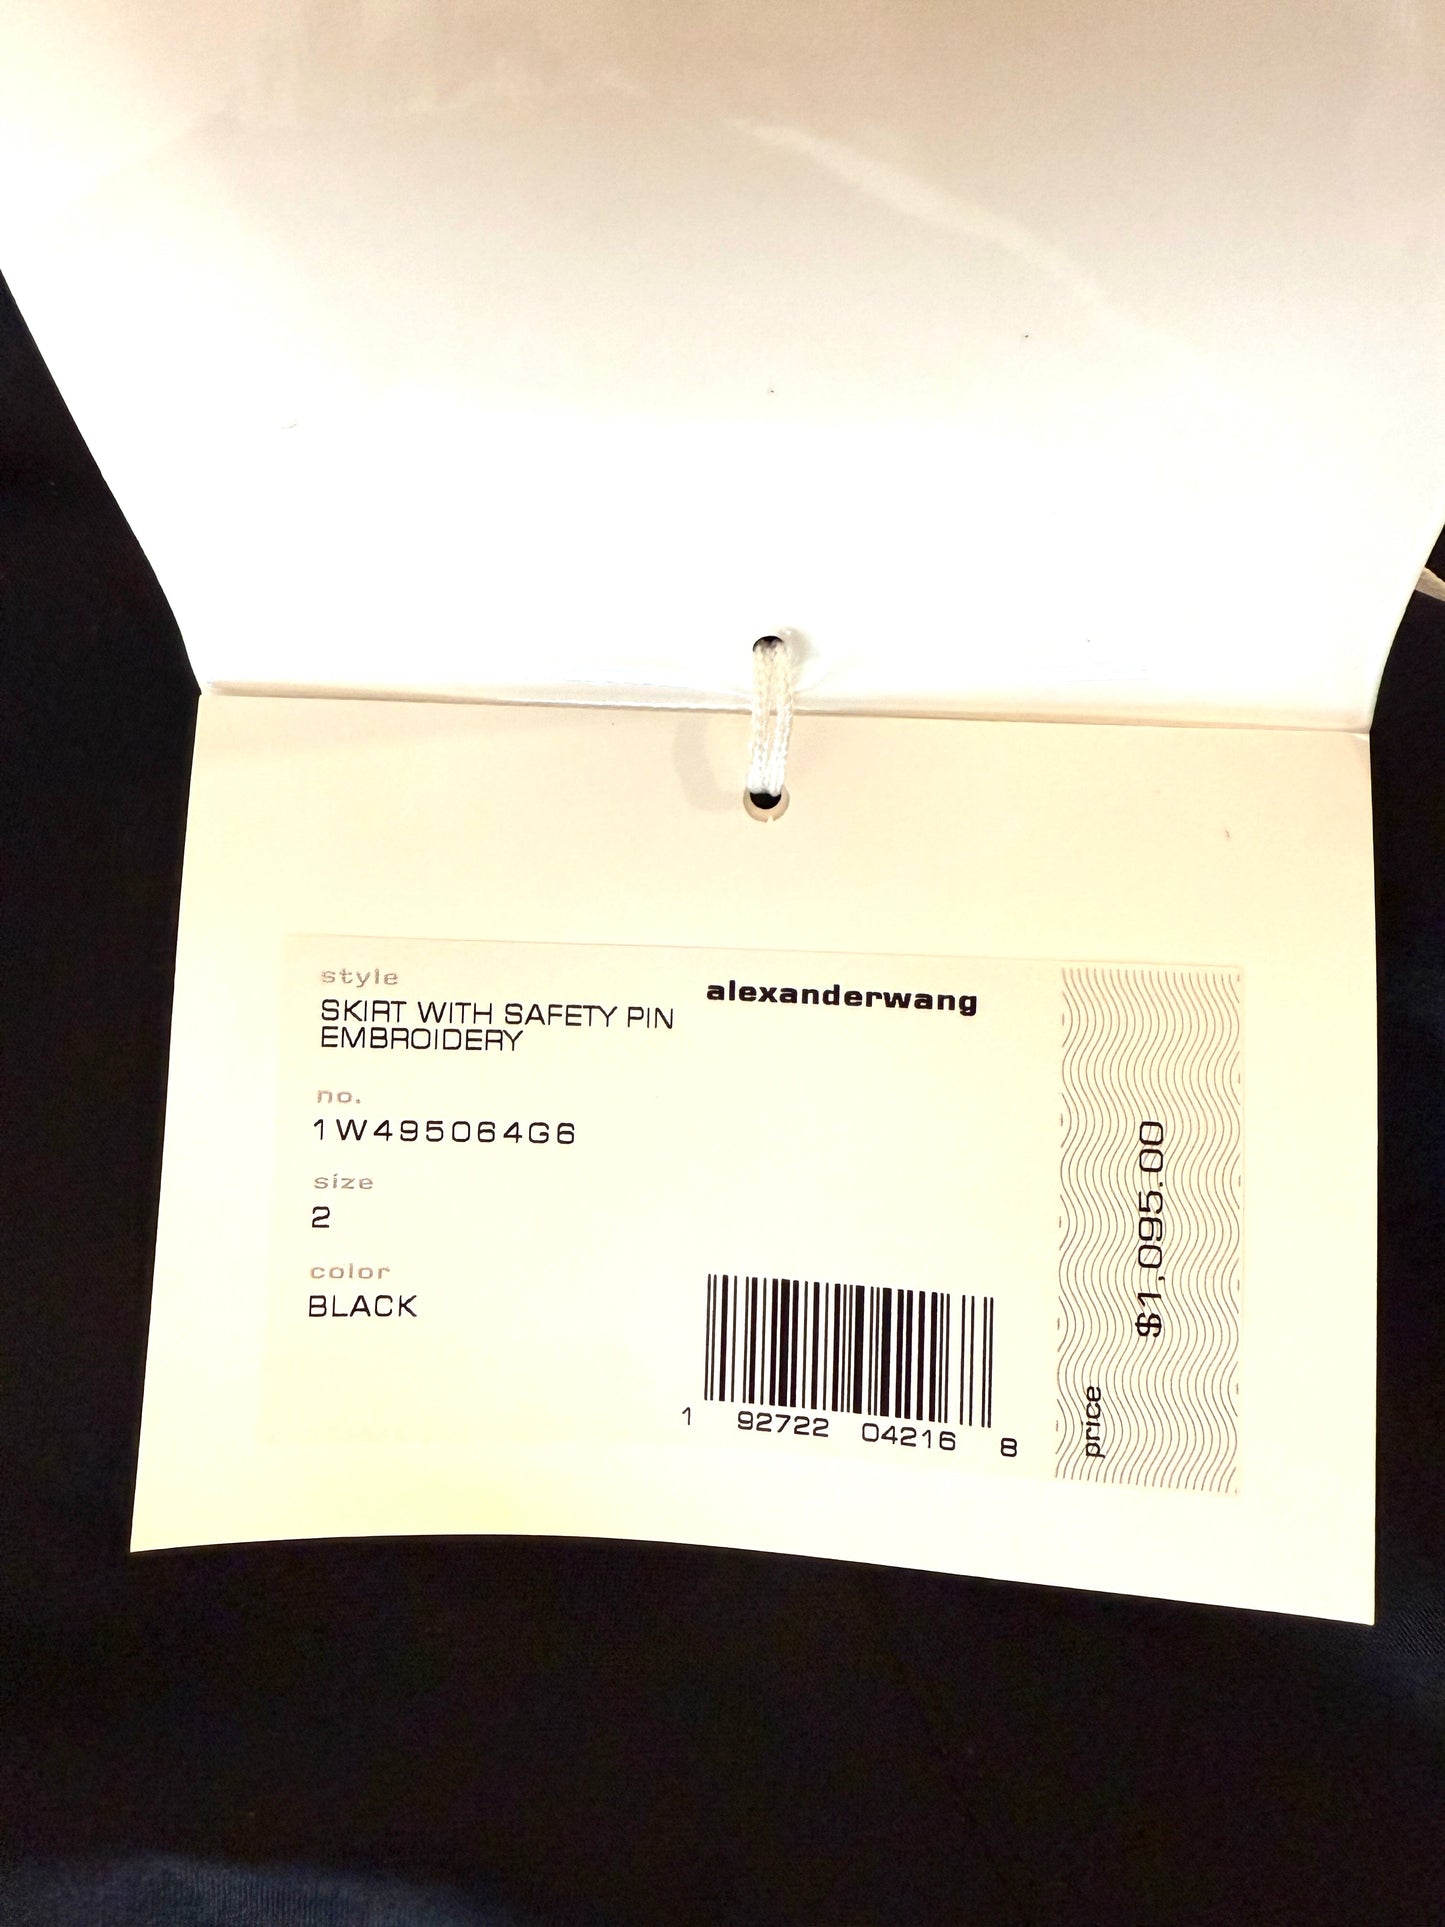 style
SKIRT WITH SAFETY PIN
EMBROIDERY
alexanderwang
no.
1W495064G6
size
2
color
BLACK
1 92722 04216 8
price $1,095.00